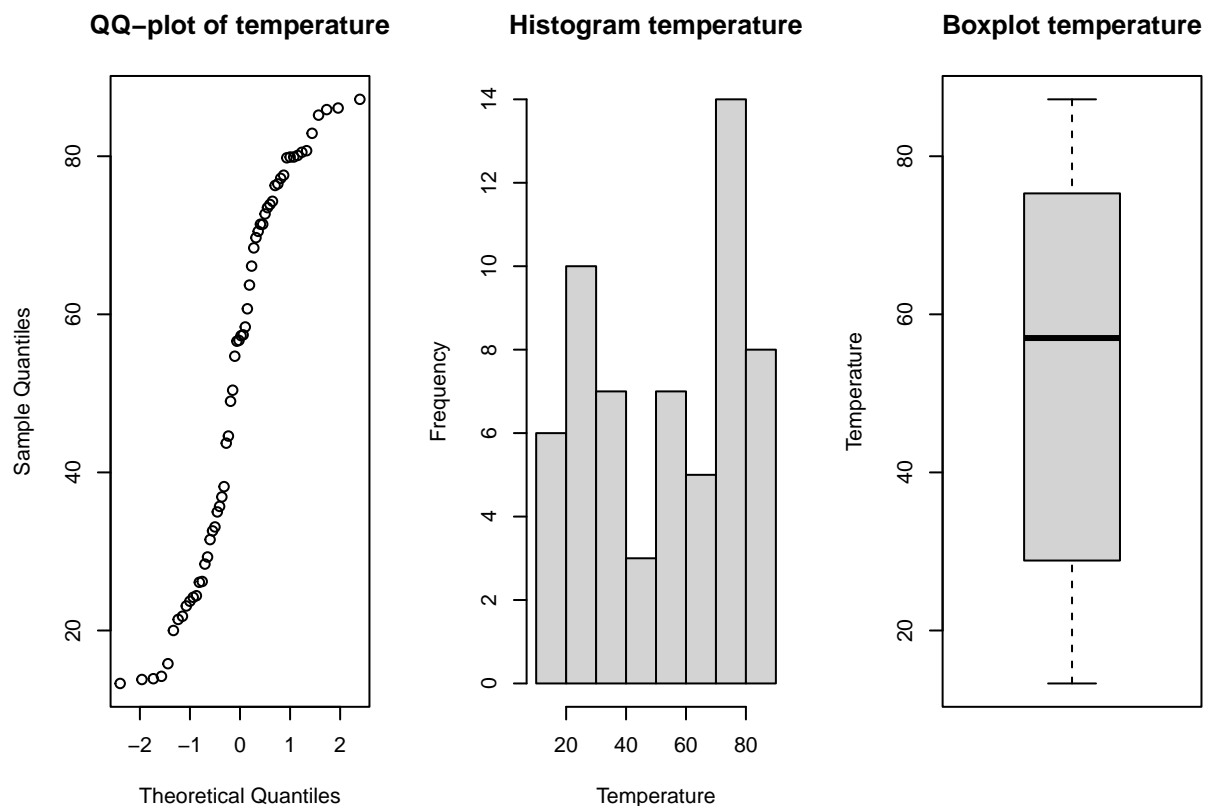 QQ−plot of temperature
Sample Quantiles
80
60
40
20
−2 −1 0 1 2
Theoretical Quantiles
Histogram temperature
Frequency
14
12
10
8
6
4
2
0
20 40 60 80
Temperature
Boxplot temperature
Temperature
80
60
40
20